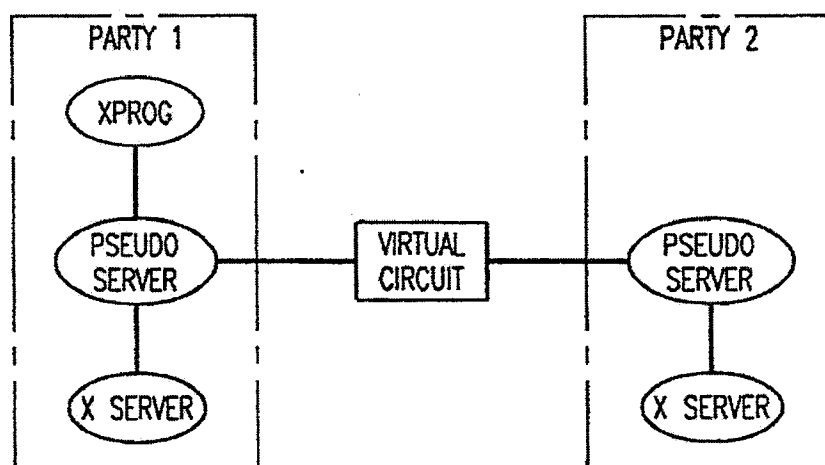 PARTY 1
PARTY 2
XPROG
PSEUDO
SERVER
VIRTUAL
CIRCUIT
PSEUDO
SERVER
X SERVER
X SERVER